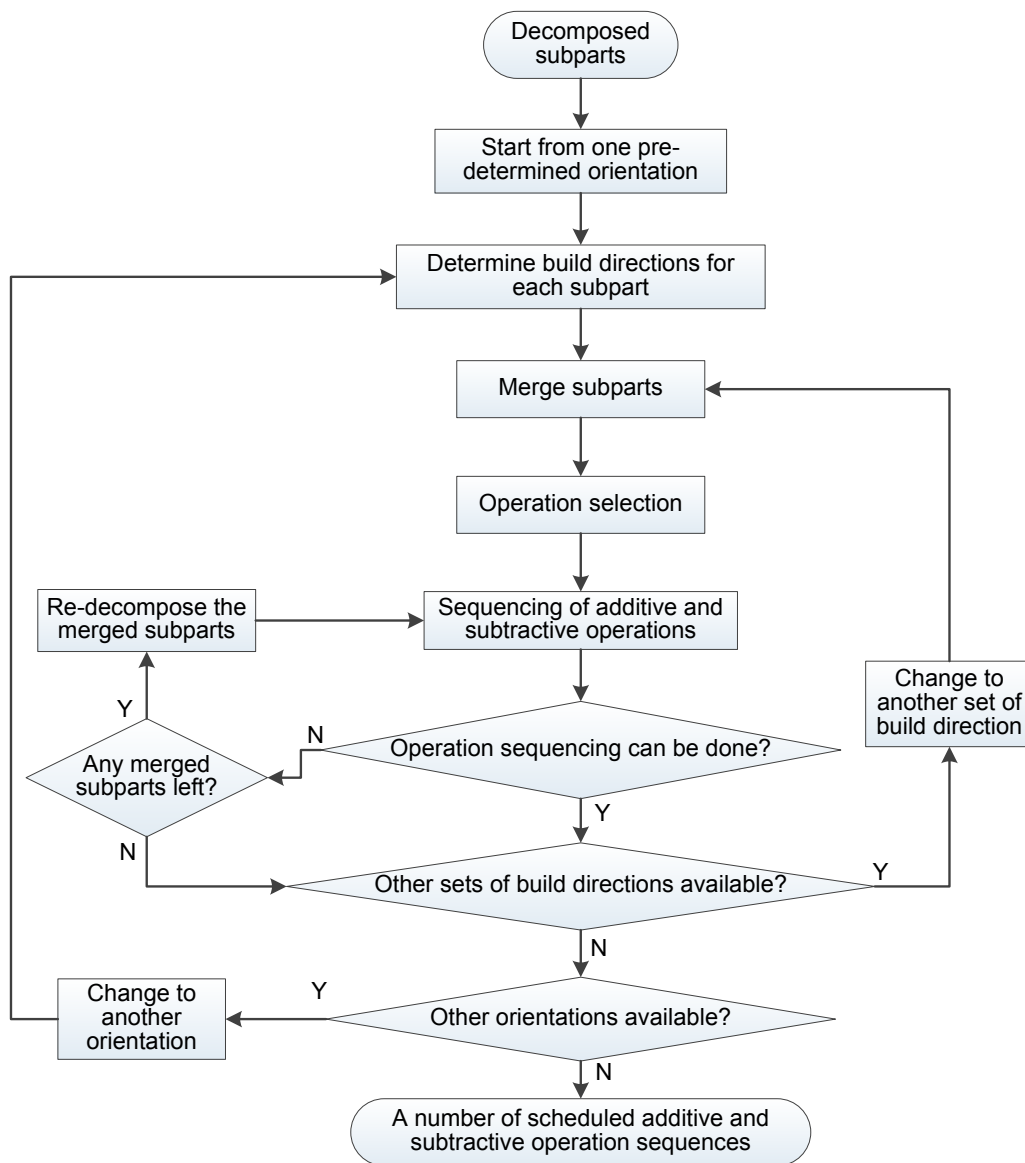 Decomposed
subparts
Start from one pre-
determined orientation
Determine build directions for
each subpart
Merge subparts
Operation selection
Re-decompose the
merged subparts
Sequencing of additive and
subtractive operations
Change to
another set of
build direction
Y
N
Operation sequencing can be done?
Any merged
subparts left?
Y
N
Other sets of build directions available?
Y
N
Change to
another
orientation
Y
Other orientations available?
N
A number of scheduled additive and
subtractive operation sequences